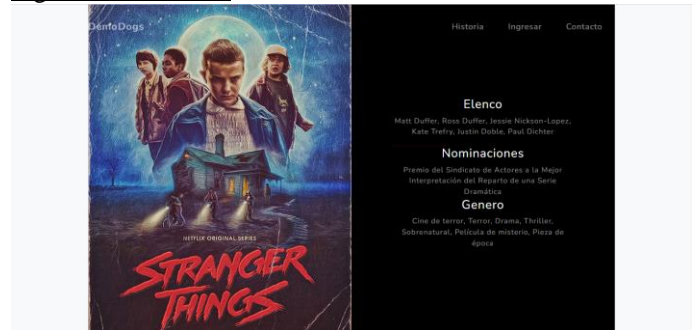 DenfoDogs
Historia Ingresar Contacto
NETFLIX ORIGINAL SERIES
STRANGER
THINGS
Elenco
Matt Duffer, Ross Duffer, Jessie Nickson-Lopez,
Kate Trefry, Justin Doble, Paul Dichter
Nominaciones
Premio del Sindicato de Actores a la Mejor
Interpretación del Reparto de una Serie
Dramática
Genero
Cine de terror, Terror, Drama, Thriller,
Sobrenatural, Película de misterio, Pieza de
época